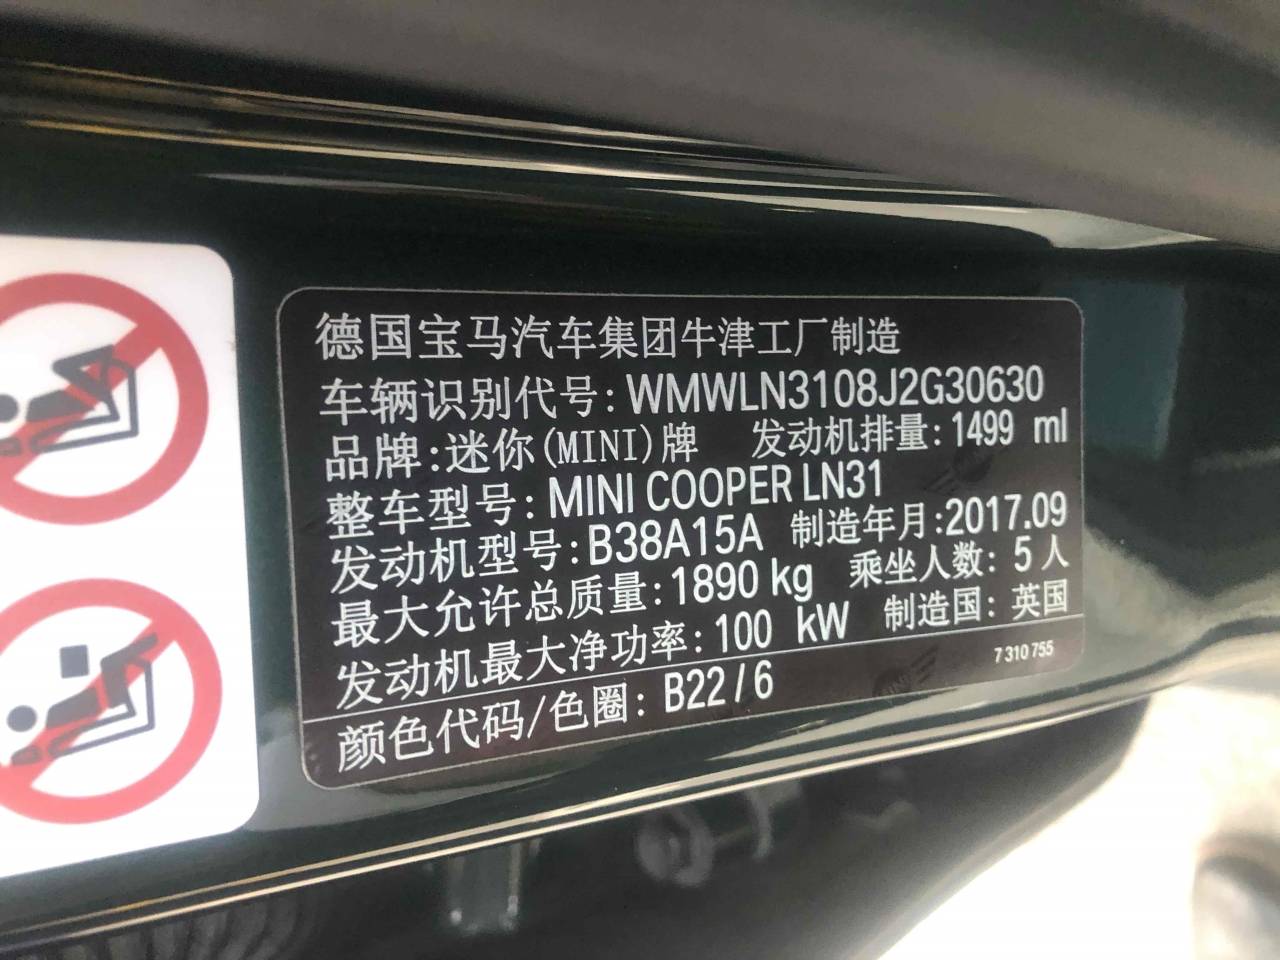 德国宝马汽车集团牛津工厂制造
车辆识别代号:WMWLN3108J2G30630
品牌:迷你(MINI)牌 发动机排量:1499 ml
整车型号:MINI COOPER LN31
发动机型号:B38A15A 制造年月:2017.09
最大允许总质量:1890 kg 乘坐人数:5人
发动机最大净功率:100 kW 制造国:英国
颜色代码/色圈:B22/6 7 310 755